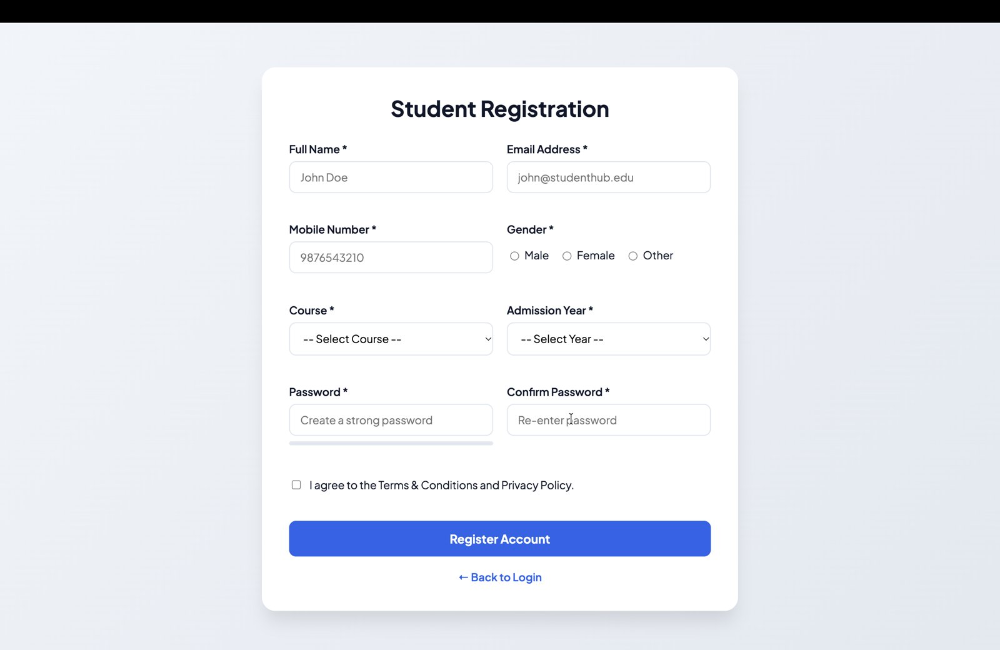 Student Registration
Full Name *
Email Address *
John Doe
john@studenthub.edu
Mobile Number *
Gender *
9876543210
Male
Female
Other
Course *
Admission Year *
-- Select Course --
-- Select Year --
Password *
Confirm Password *
Create a strong password
Re-enter password
I agree to the Terms & Conditions and Privacy Policy.
Register Account
← Back to Login